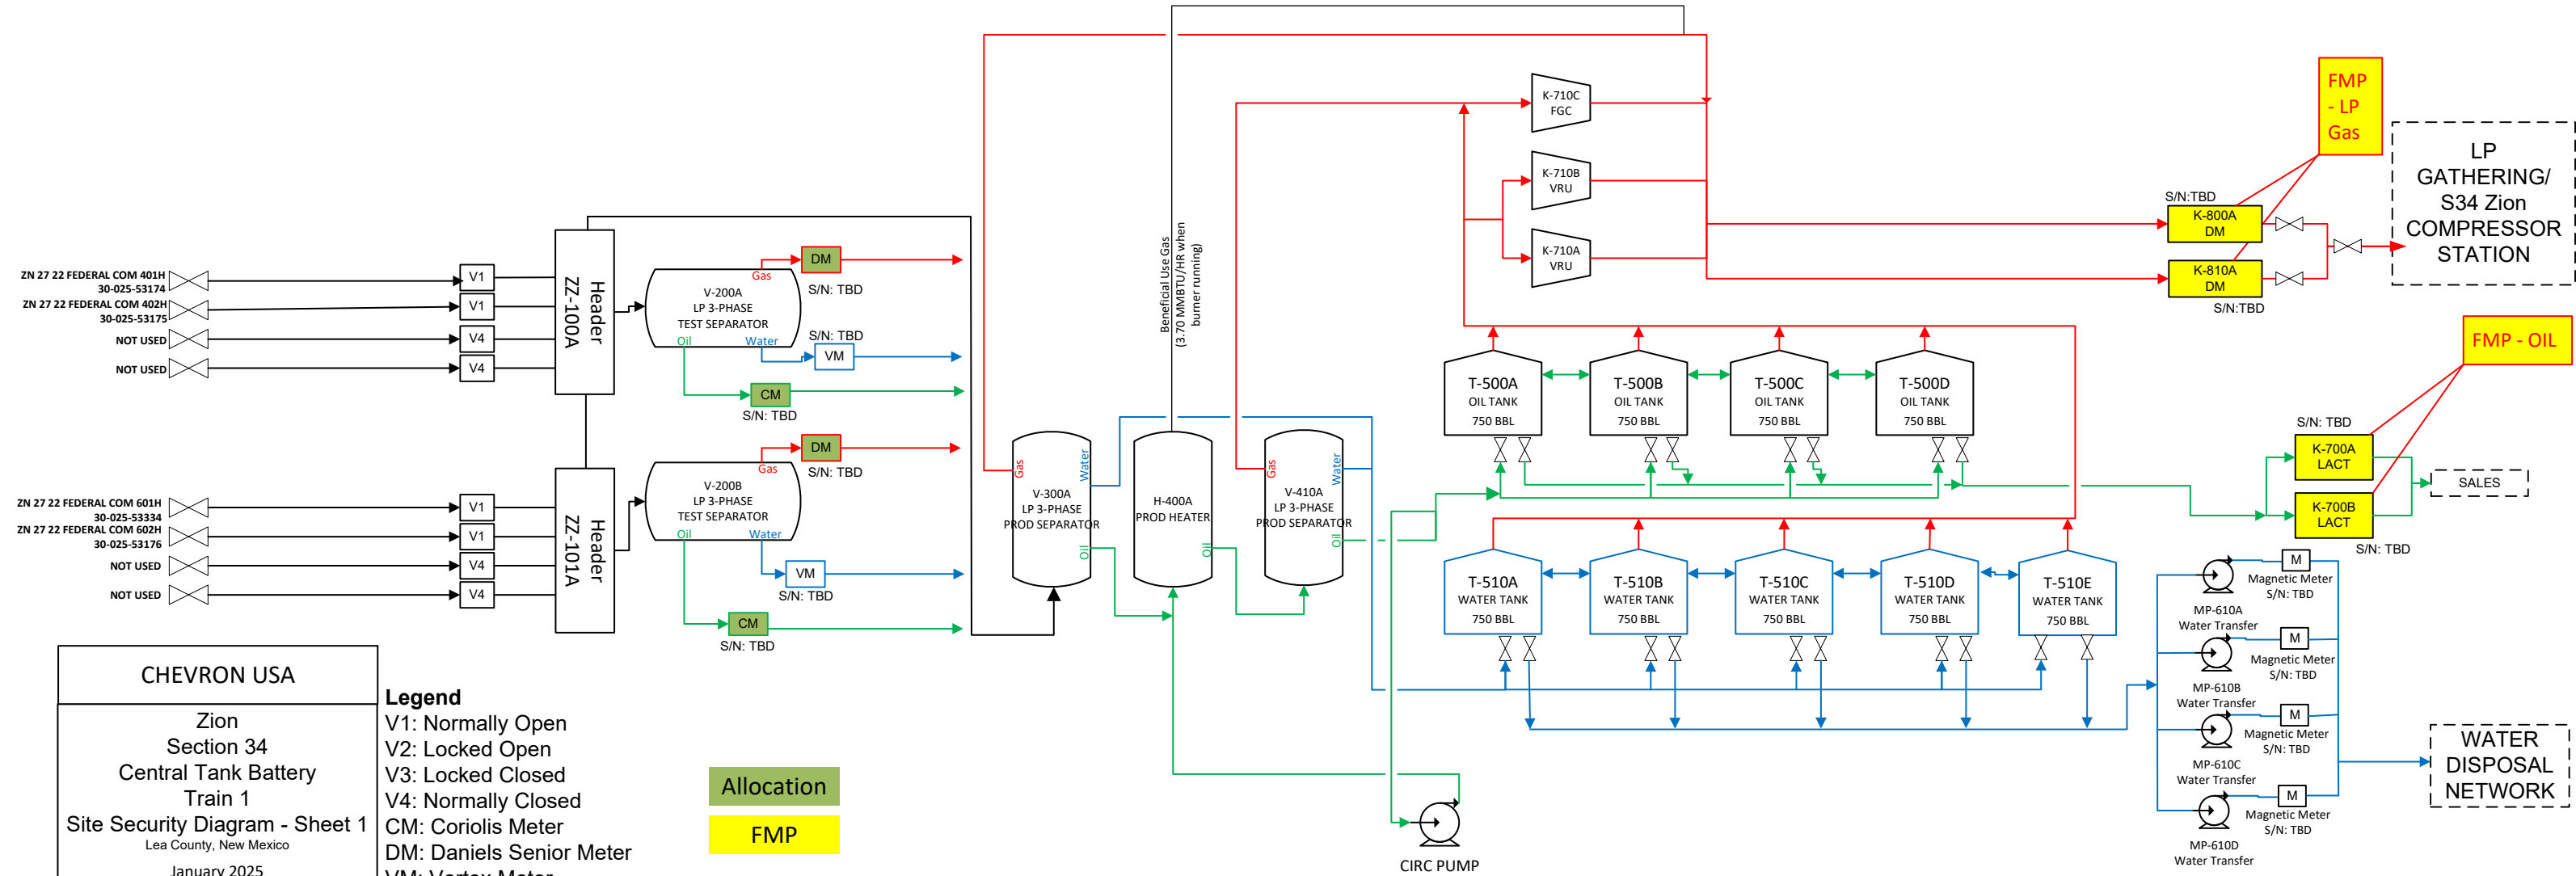 ZN 27 22 FEDERAL COM 401H
30-025-53174
ZN 27 22 FEDERAL COM 402H
30-025-53175
NOT USED
NOT USED
V1
V1
V4
V4
Header
ZZ-100A
V-200A
LP 3-PHASE
TEST SEPARATOR
Gas
Oil
Water
DM
S/N: TBD
S/N: TBD
VM
CM
S/N: TBD
ZN 27 22 FEDERAL COM 601H
30-025-53334
ZN 27 22 FEDERAL COM 602H
30-025-53176
NOT USED
NOT USED
V1
V1
V4
V4
Header
ZZ-101A
V-200B
LP 3-PHASE
TEST SEPARATOR
Gas
Oil
Water
DM
S/N: TBD
VM
S/N: TBD
CM
S/N: TBD
Gas
Water
V-300A
LP 3-PHASE
PROD SEPARATOR
Oil
Beneficial Use Gas
(3.70 MMBTU/HR when
burner running)
H-400A
PROD HEATER
Oil
Gas
Water
V-410A
LP 3-PHASE
PROD SEPARATOR
Oil
K-710C
FGC
K-710B
VRU
K-710A
VRU
T-500A
OIL TANK
750 BBL
T-500B
OIL TANK
750 BBL
T-500C
OIL TANK
750 BBL
T-500D
OIL TANK
750 BBL
T-510A
WATER TANK
750 BBL
T-510B
WATER TANK
750 BBL
T-510C
WATER TANK
750 BBL
T-510D
WATER TANK
750 BBL
T-510E
WATER TANK
750 BBL
CIRC PUMP
FMP
- LP
Gas
S/N:TBD
K-800A
DM
K-810A
DM
S/N:TBD
LP
GATHERING/
S34 Zion
COMPRESSOR
STATION
FMP - OIL
S/N: TBD
K-700A
LACT
K-700B
LACT
S/N: TBD
SALES
M
Magnetic Meter
S/N: TBD
MP-610A
Water Transfer
M
Magnetic Meter
S/N: TBD
MP-610B
Water Transfer
M
Magnetic Meter
S/N: TBD
MP-610C
Water Transfer
M
Magnetic Meter
S/N: TBD
MP-610D
Water Transfer
WATER
DISPOSAL
NETWORK
CHEVRON USA
Zion
Section 34
Central Tank Battery
Train 1
Site Security Diagram - Sheet 1
Lea County, New Mexico
January 2025
Legend
V1: Normally Open
V2: Locked Open
V3: Locked Closed
V4: Normally Closed
CM: Coriolis Meter
DM: Daniels Senior Meter
VM: Vortex Meter
Allocation
FMP